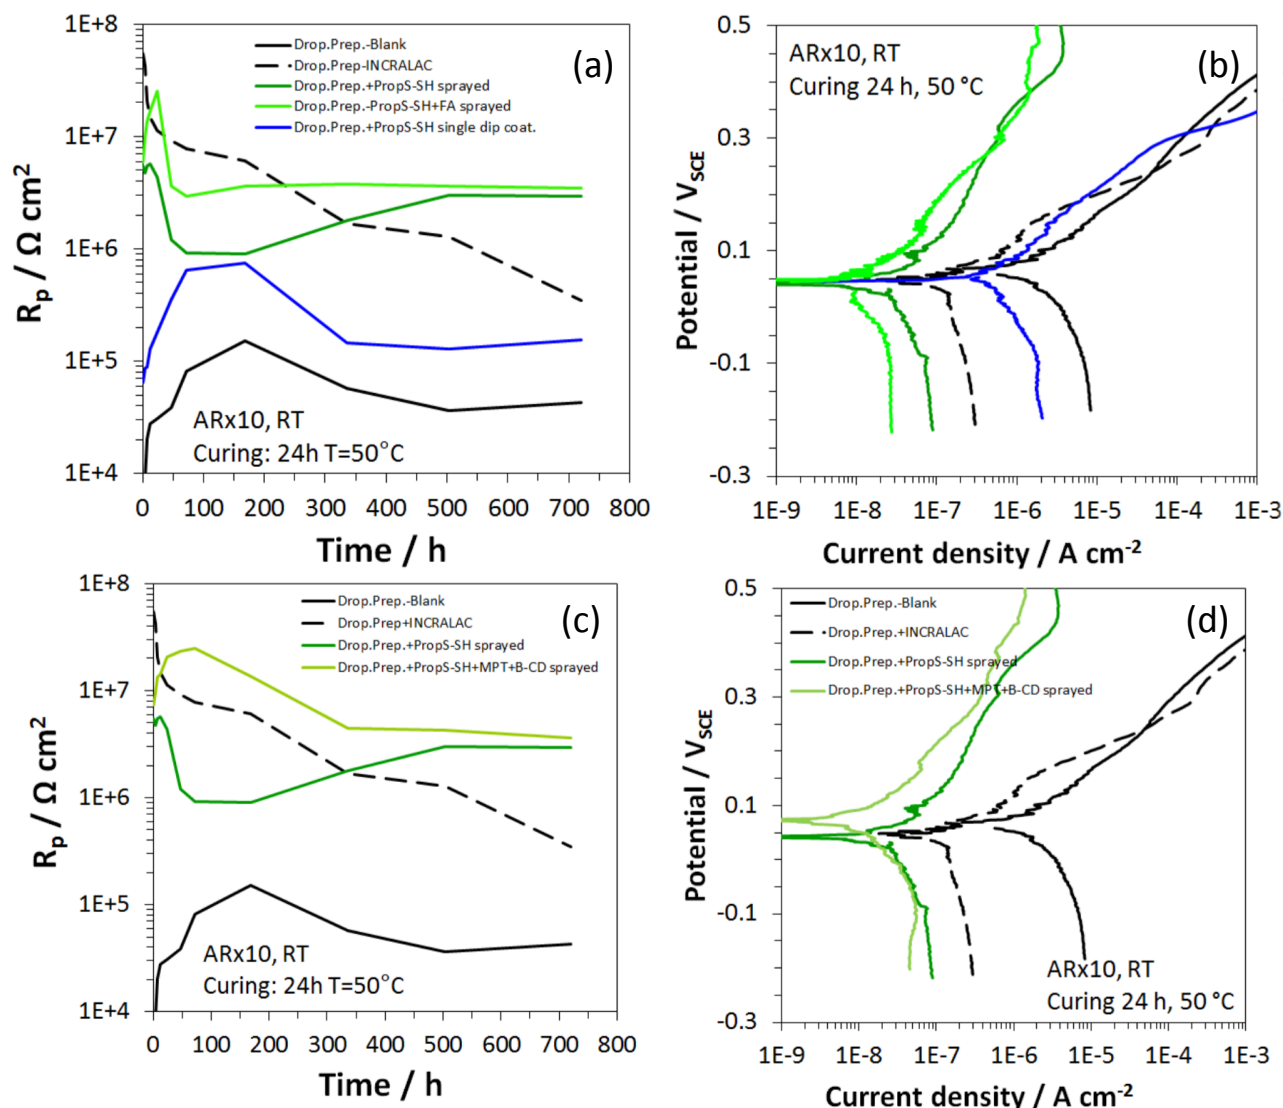 (a)
1E+8
1E+7
1E+6
1E+5
1E+4
Rp / Ω cm2
Drop.Prep.-Blank
Drop.Prep-INCRALAC
Drop.Prep.+PropS-SH sprayed
Drop.Prep.-PropS-SH+FA sprayed
Drop.Prep.+PropS-SH single dip coat.
ARx10, RT
Curing: 24h T=50°C
0 100 200 300 400 500 600 700 800
Time / h
(b)
0.5
0.3
0.1
-0.1
-0.3
Potential / VSCE
ARx10, RT
Curing 24 h, 50 °C
1E-9 1E-8 1E-7 1E-6 1E-5 1E-4 1E-3
Current density / A cm-2
(c)
1E+8
1E+7
1E+6
1E+5
1E+4
Rp / Ω cm2
Drop.Prep.-Blank
Drop.Prep+INCRALAC
Drop.Prep.+PropS-SH sprayed
Drop.Prep.+PropS-SH+MPT+B-CD sprayed
ARx10, RT
Curing: 24h T=50°C
0 100 200 300 400 500 600 700 800
Time / h
(d)
0.5
0.3
0.1
-0.1
-0.3
Potential / VSCE
Drop.Prep.-Blank
Drop.Prep.+INCRALAC
Drop.Prep.+PropS-SH sprayed
Drop.Prep.+PropS-SH+MPT+B-CD sprayed
ARx10, RT
Curing 24 h, 50 °C
1E-9 1E-8 1E-7 1E-6 1E-5 1E-4 1E-3
Current density / A cm-2